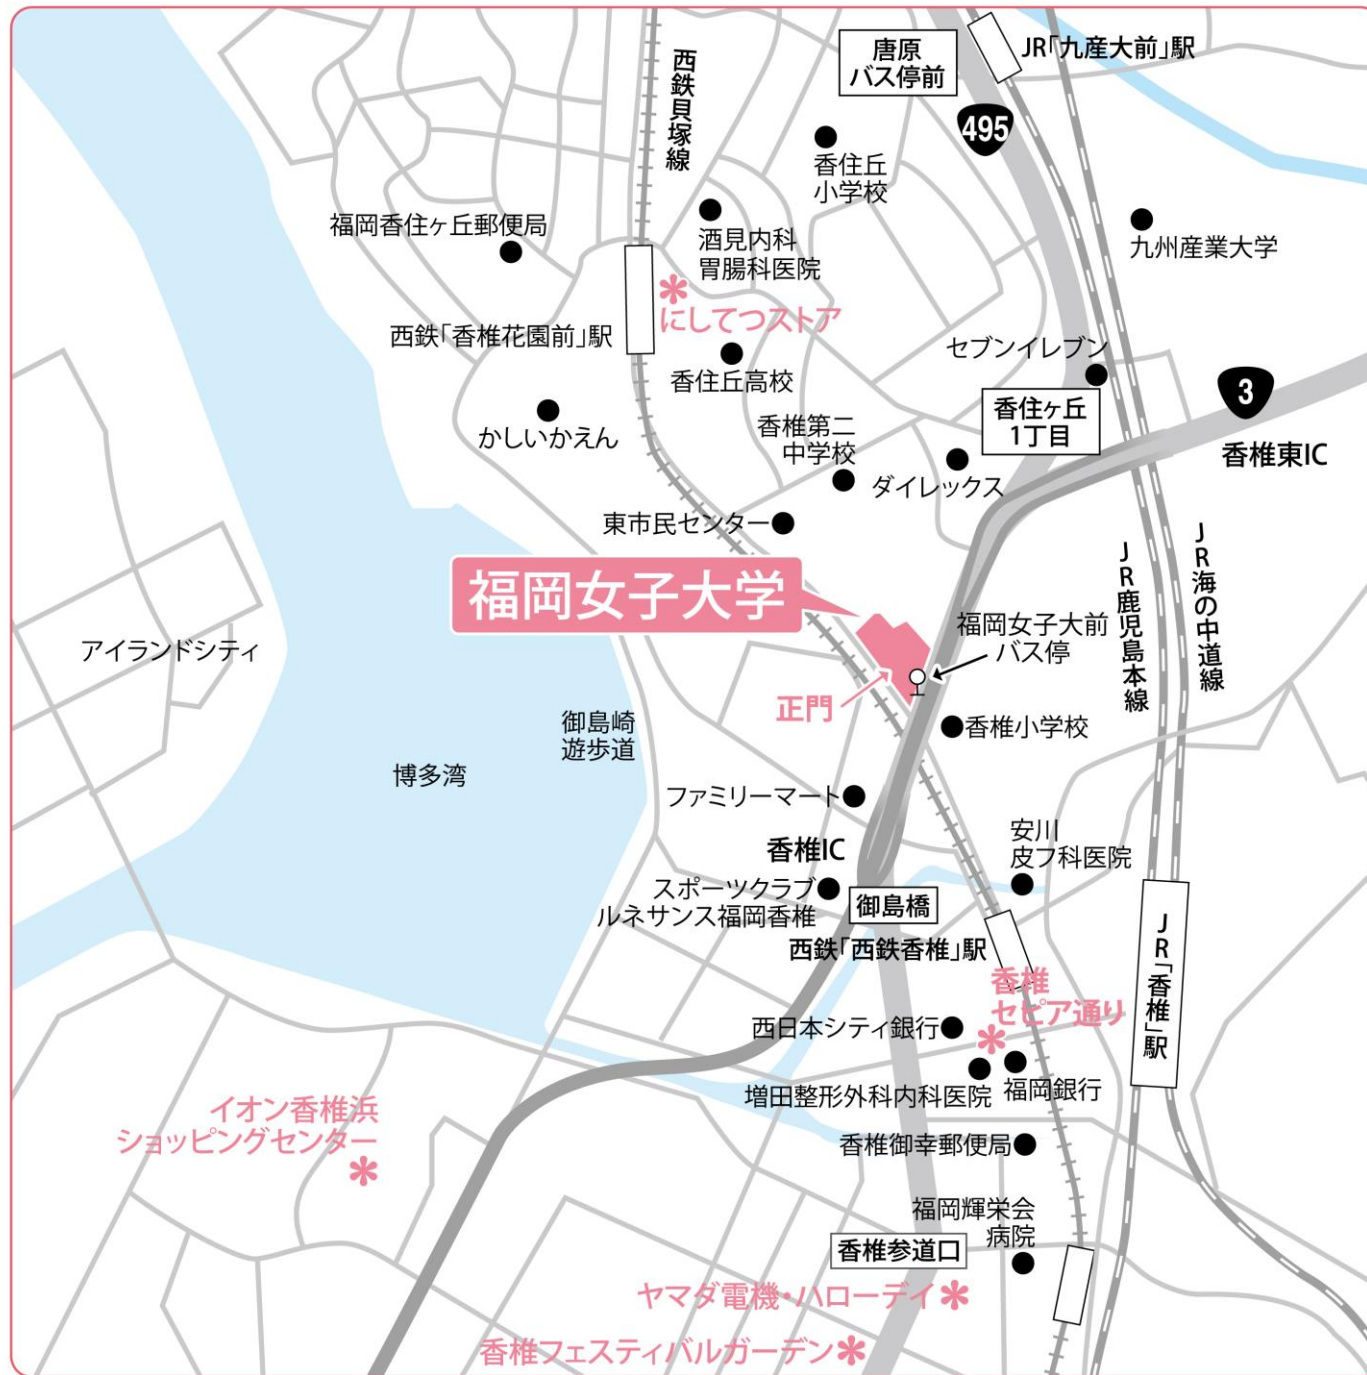 唐原
バス停前
JR「九産大前」駅
495
西鉄貝塚線
香住丘
小学校
福岡香住ヶ丘郵便局
酒見内科
胃腸科医院
九州産業大学
にしてつストア
西鉄「香椎花園前」駅
香住丘高校
セブンイレブン
3
香住ヶ丘
1丁目
かしいかえん
香椎第二
中学校
香椎東IC
ダイレックス
東市民センター
福岡女子大学
JR鹿児島本線
JR海の中道線
アイランドシティ
福岡女子大前
バス停
正門
御島崎
遊歩道
香椎小学校
博多湾
ファミリーマート
香椎IC
安川
皮フ科医院
スポーツクラブ
ルネサンス福岡香椎
御島橋
西鉄「西鉄香椎」駅
JR「香椎」駅
香椎
セピア通り
西日本シティ銀行
増田整形外科内科医院
福岡銀行
イオン香椎浜
ショッピングセンター
香椎御幸郵便局
福岡輝栄会
病院
香椎参道口
ヤマダ電機・ハローデイ
香椎フェスティバルガーデン